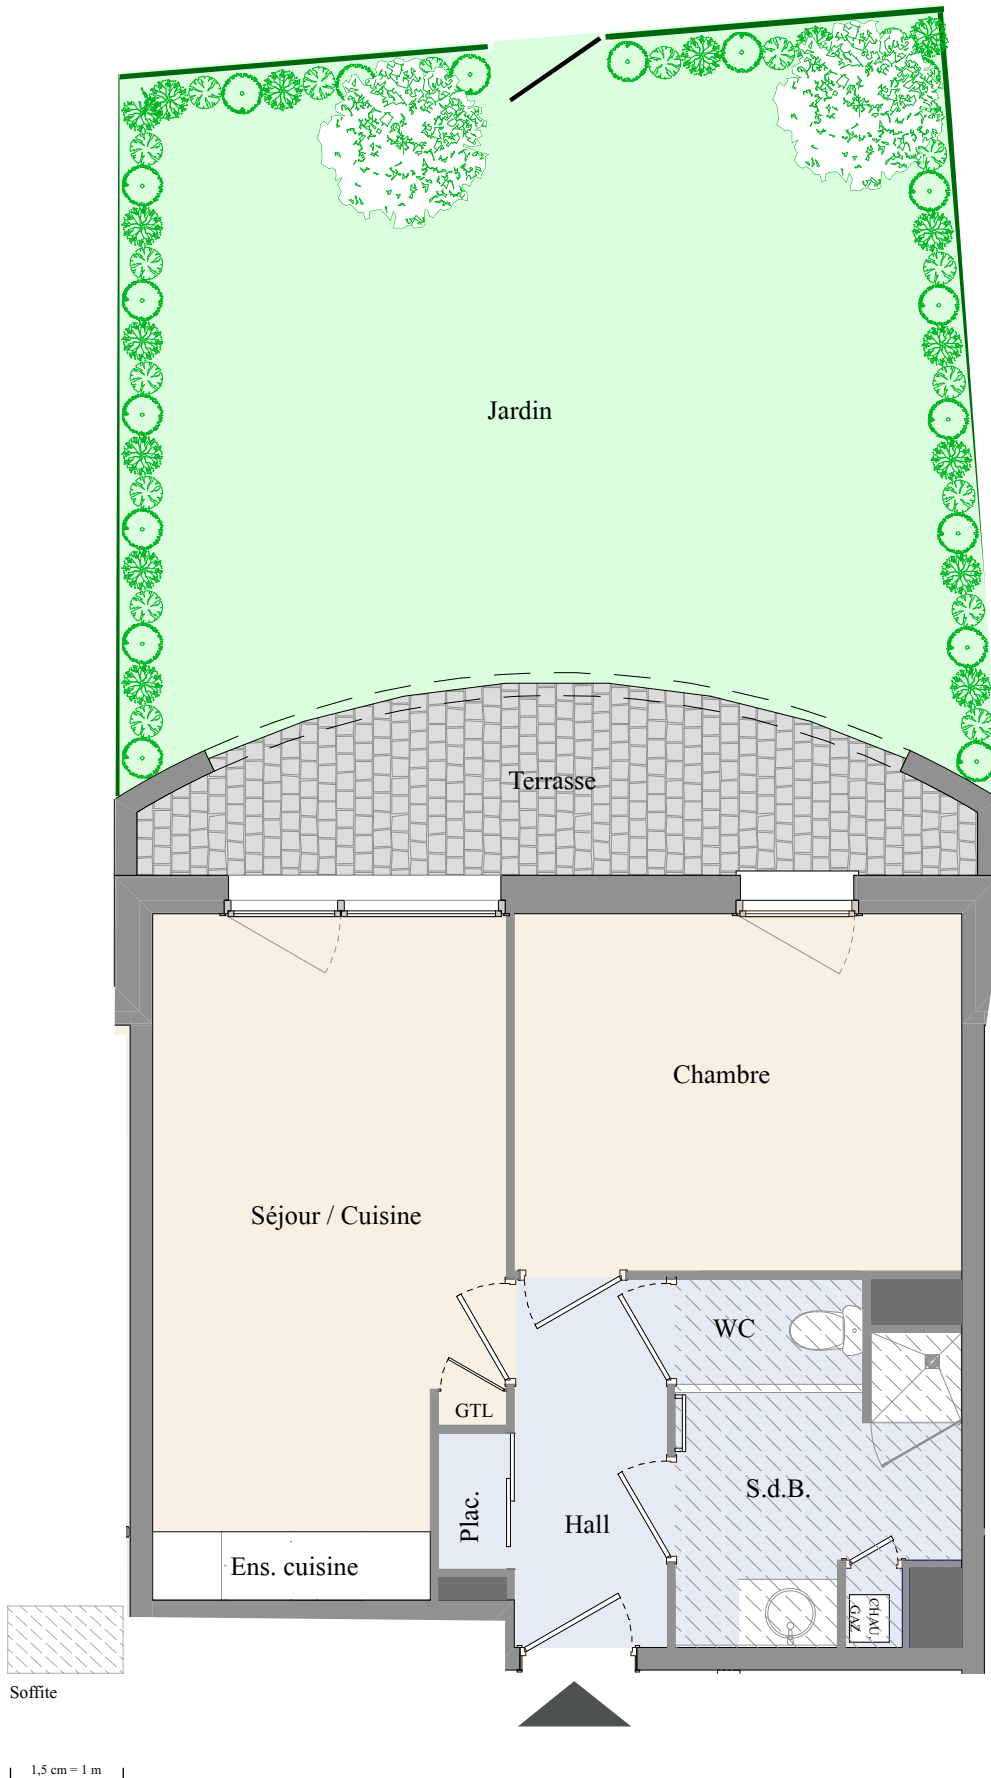 Jardin
Terrasse
Chambre
Séjour / Cuisine
WC
GTL
S.d.B.
Plac.
Hall
Ens. cuisine
CHAU.
GAZ
Soffite
1,5 cm = 1 m